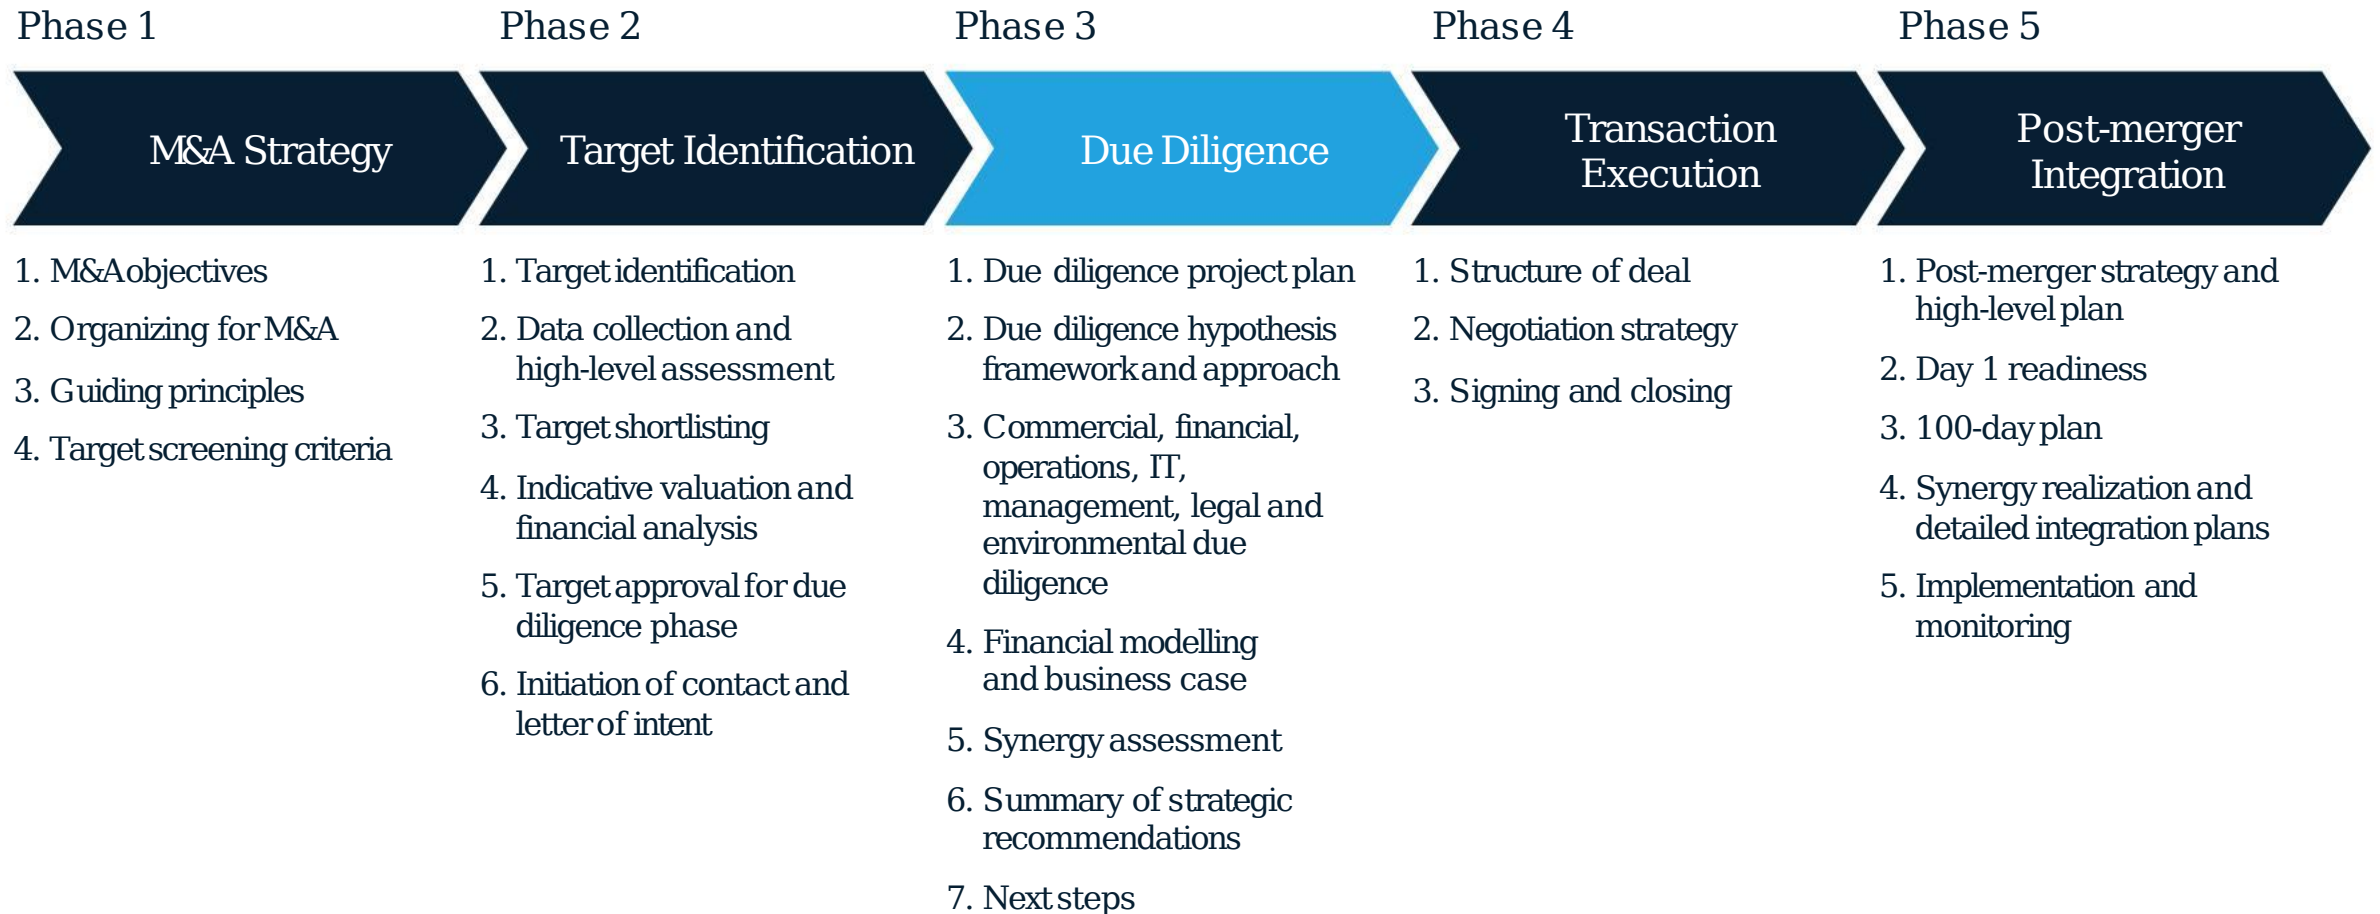 Phase 1
Phase 2
Phase 3
Phase 4
Phase 5
M&A Strategy
Target Identification
Due Diligence
Transaction
Execution
Post-merger
Integration
1. M&A objectives
2. Organizing for M&A
3. Guiding principles
4. Target screening criteria
1. Target identification
2. Data collection and
high-level assessment
3. Target shortlisting
4. Indicative valuation and
financial analysis
5. Target approval for due
diligence phase
6. Initiation of contact and
letter of intent
1. Due diligence project plan
2. Due diligence hypothesis
framework and approach
3. Commercial, financial,
operations, IT,
management, legal and
environmental due
diligence
4. Financial modelling
and business case
5. Synergy assessment
6. Summary of strategic
recommendations
7. Next steps
1. Structure of deal
2. Negotiation strategy
3. Signing and closing
1. Post-merger strategy and
high-level plan
2. Day 1 readiness
3. 100-day plan
4. Synergy realization and
detailed integration plans
5. Implementation and
monitoring